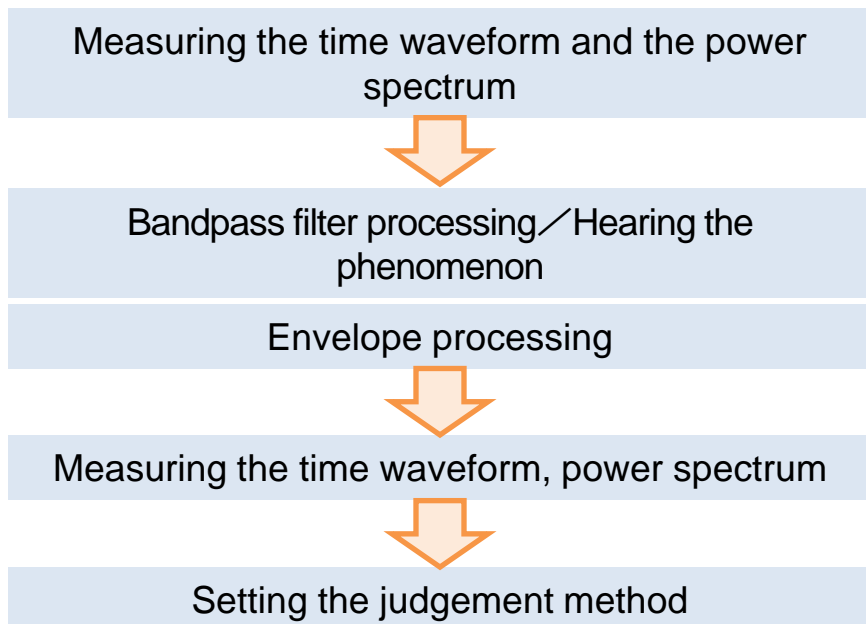 Measuring the time waveform and the power
spectrum
Bandpass filter processing／Hearing the
phenomenon
Envelope processing
Measuring the time waveform, power spectrum
Setting the judgement method